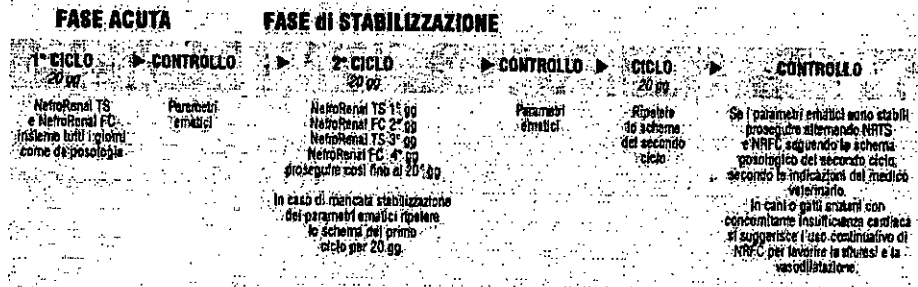 FASE ACUTA
FASE di STABILIZZAZIONE
1° CICLO
20 gg
NefroRenal TS
e NefroRenal FC
insieme tutti i giorni
come da posologia
CONTROLLO
Parametri
ematici
2° CICLO
20 gg
NefroRenal TS 1° gg
NefroRenal FC 2° gg
NefroRenal TS 3° gg
NefroRenal FC 4° gg
proseguire così fino al 20° gg
In caso di mancata stabilizzazione
dei parametri ematici ripetere
lo schema del primo
ciclo per 20 gg
CONTROLLO
Parametri
ematici
CICLO
20 gg
Ripetere
lo schema
del secondo
ciclo
CONTROLLO
Se i parametri ematici sono stabili
proseguire alternando NRTS
e NRFC seguendo lo schema
posologico del secondo ciclo,
secondo le indicazioni del medico
veterinario.
In cani o gatti anziani con
concomitante insufficienza cardiaca
si suggerisce l'uso continuativo di
NRFC per favorire la diuresi e la
vasodilatazione.